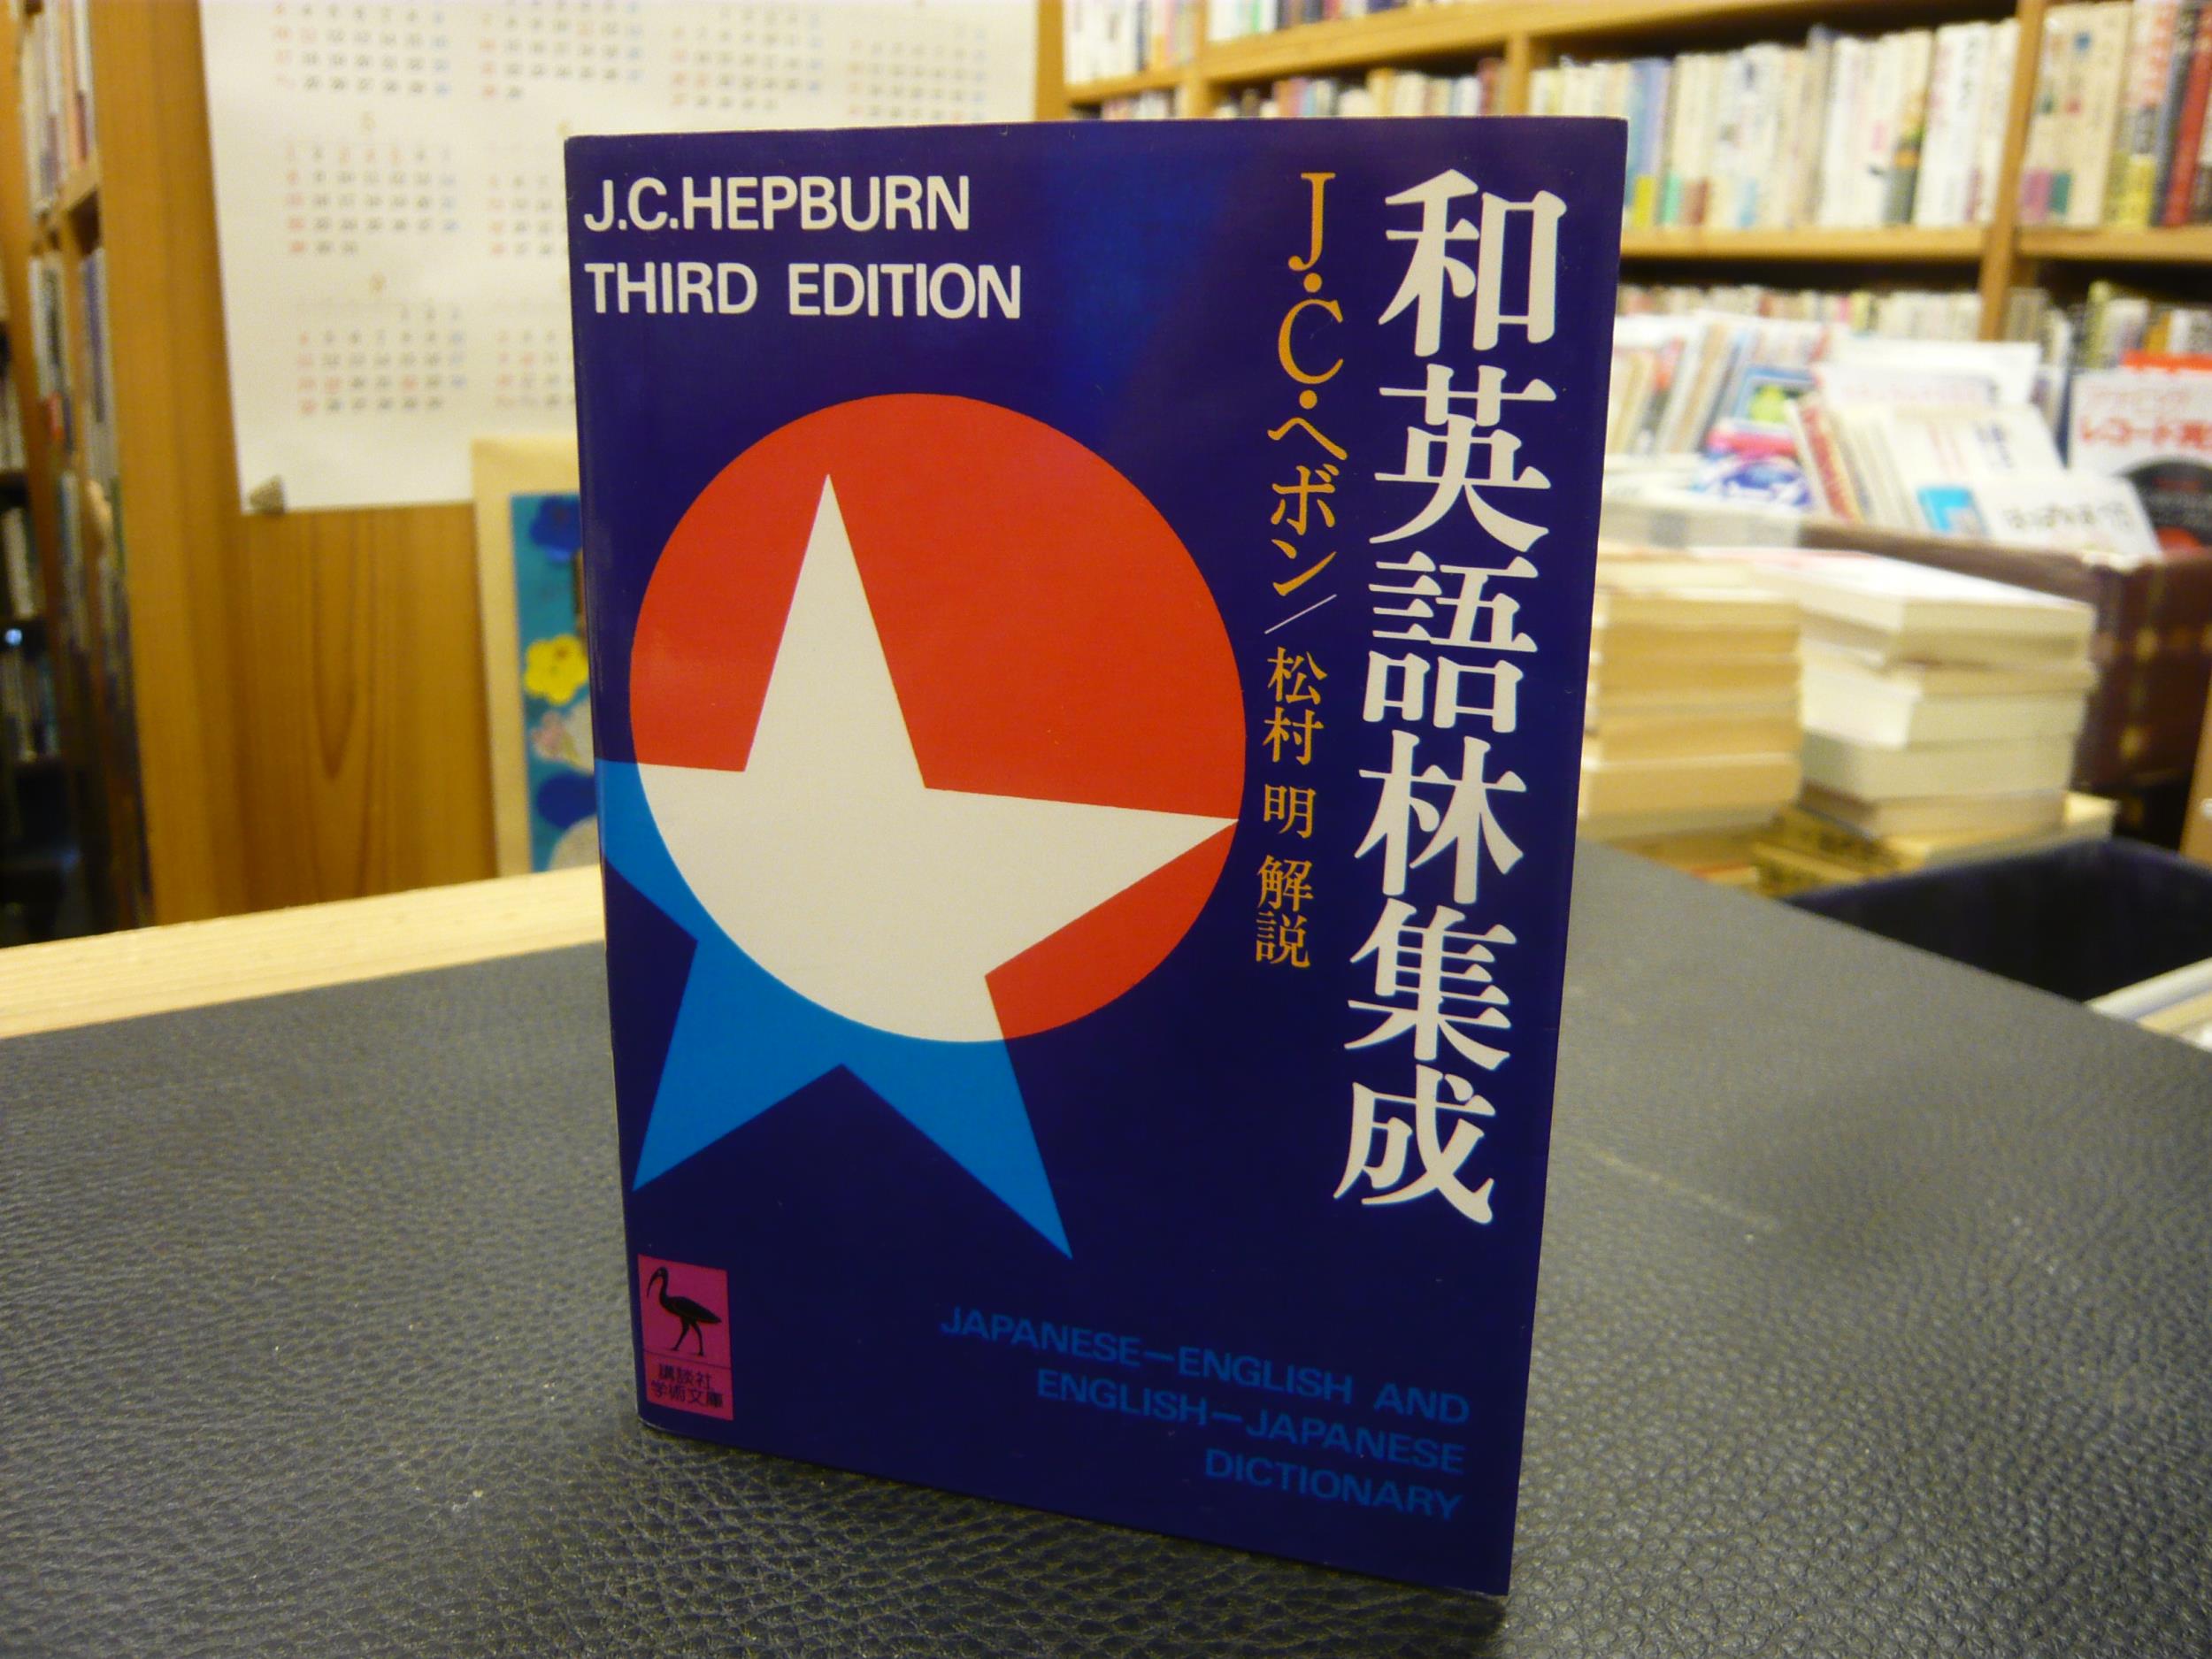 J.C.HEPBURN
THIRD EDITION
和英語林集成
J・C・ヘボン／松村 明 解説
講談社
学術文庫
JAPANESE－ENGLISH AND
ENGLISH－JAPANESE
DICTIONARY